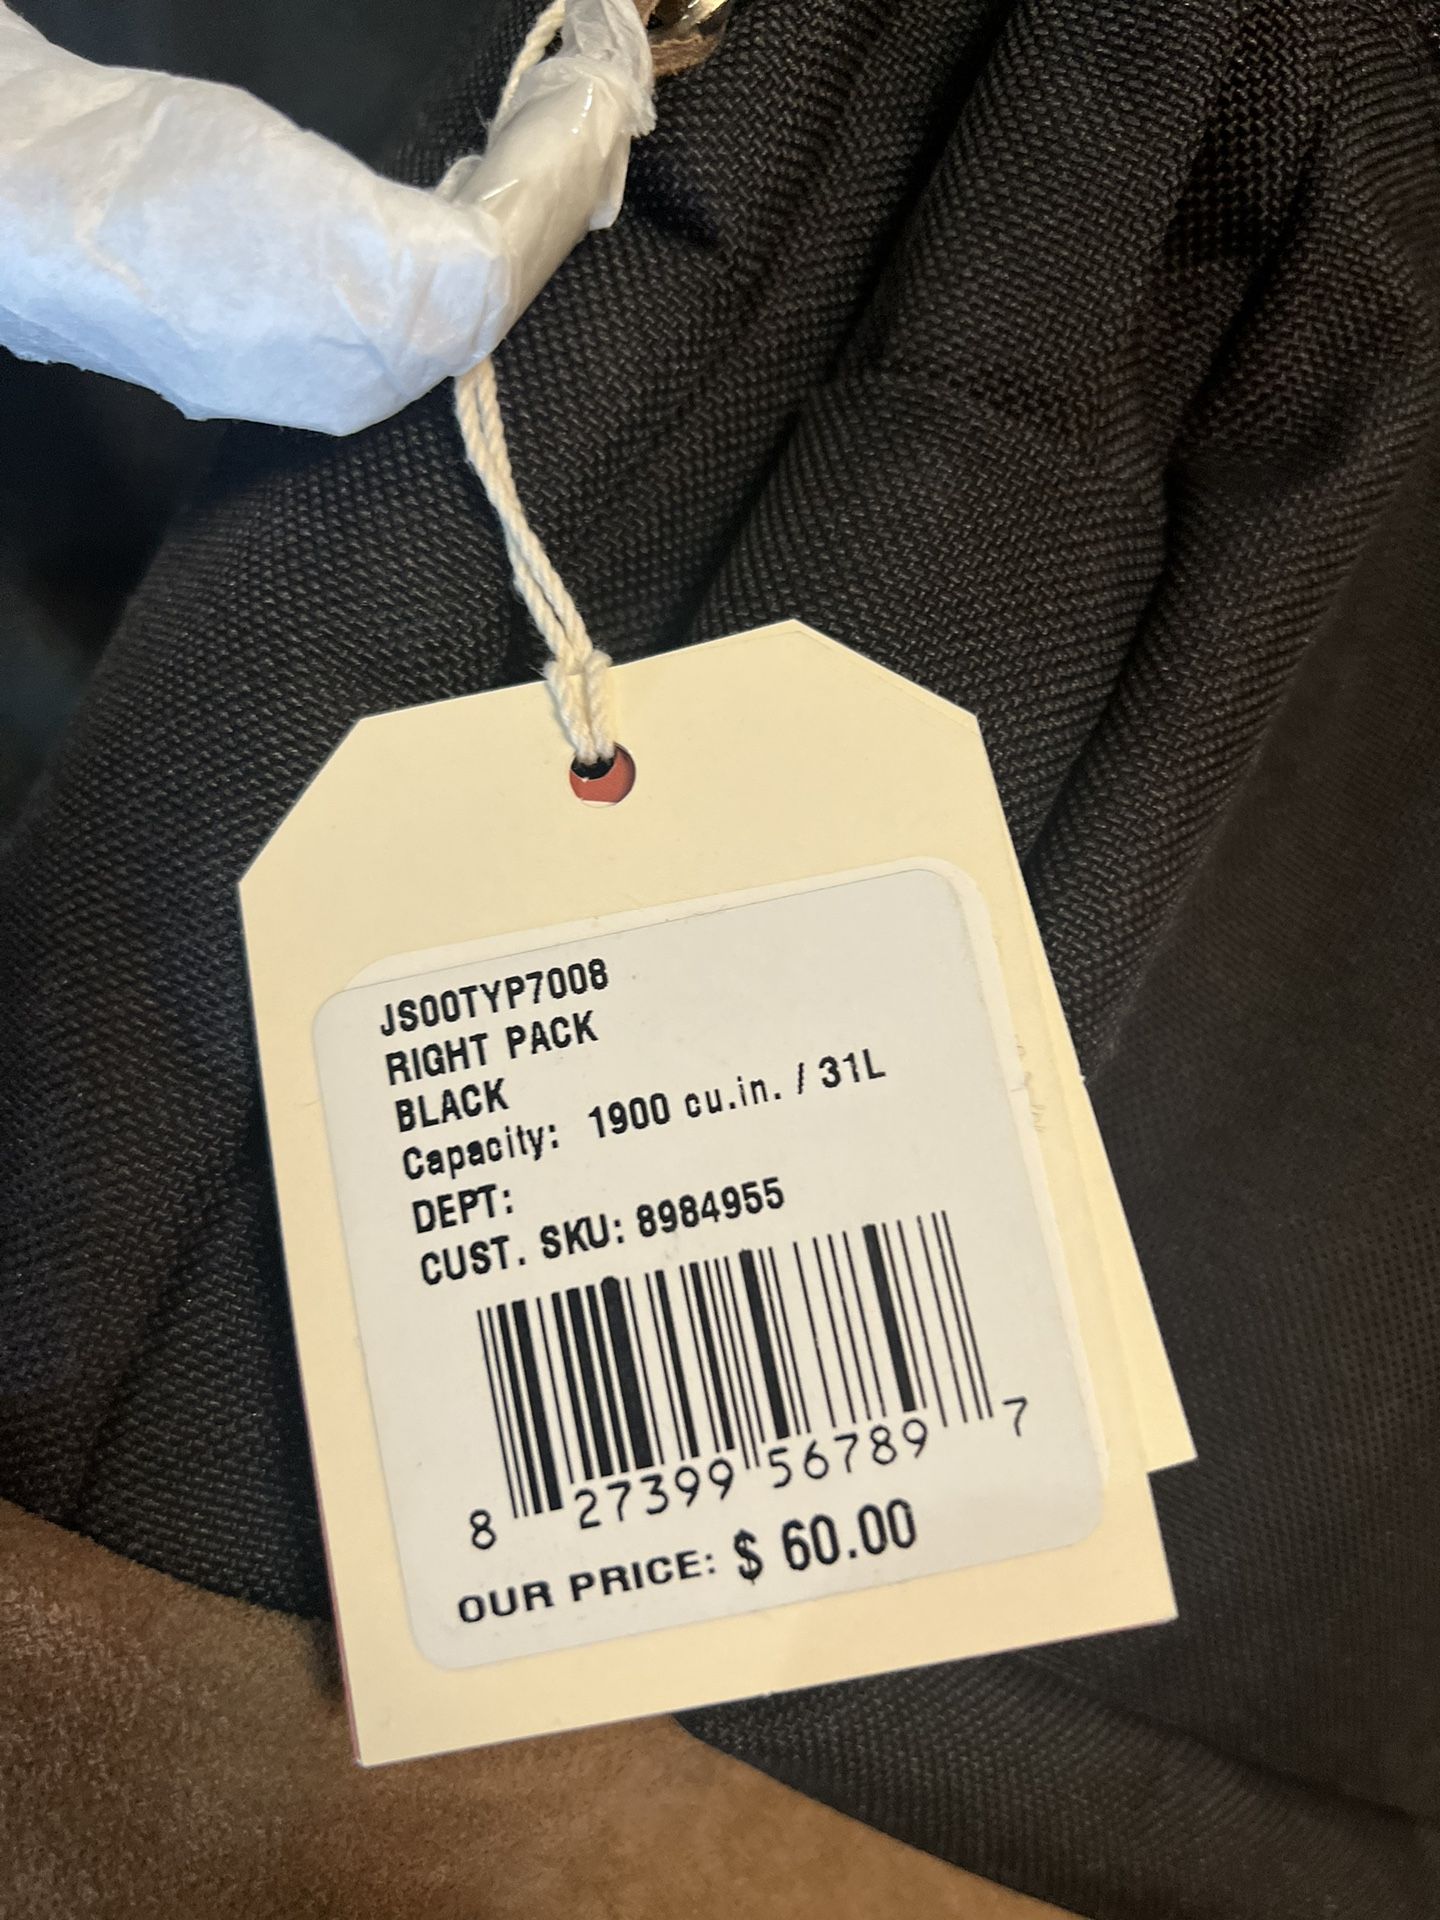 JS00TYP7008
RIGHT PACK
BLACK
Capacity: 1900 cu.in. / 31L
DEPT:
CUST. SKU: 8984955
8 27399 56789 7
OUR PRICE: $ 60.00